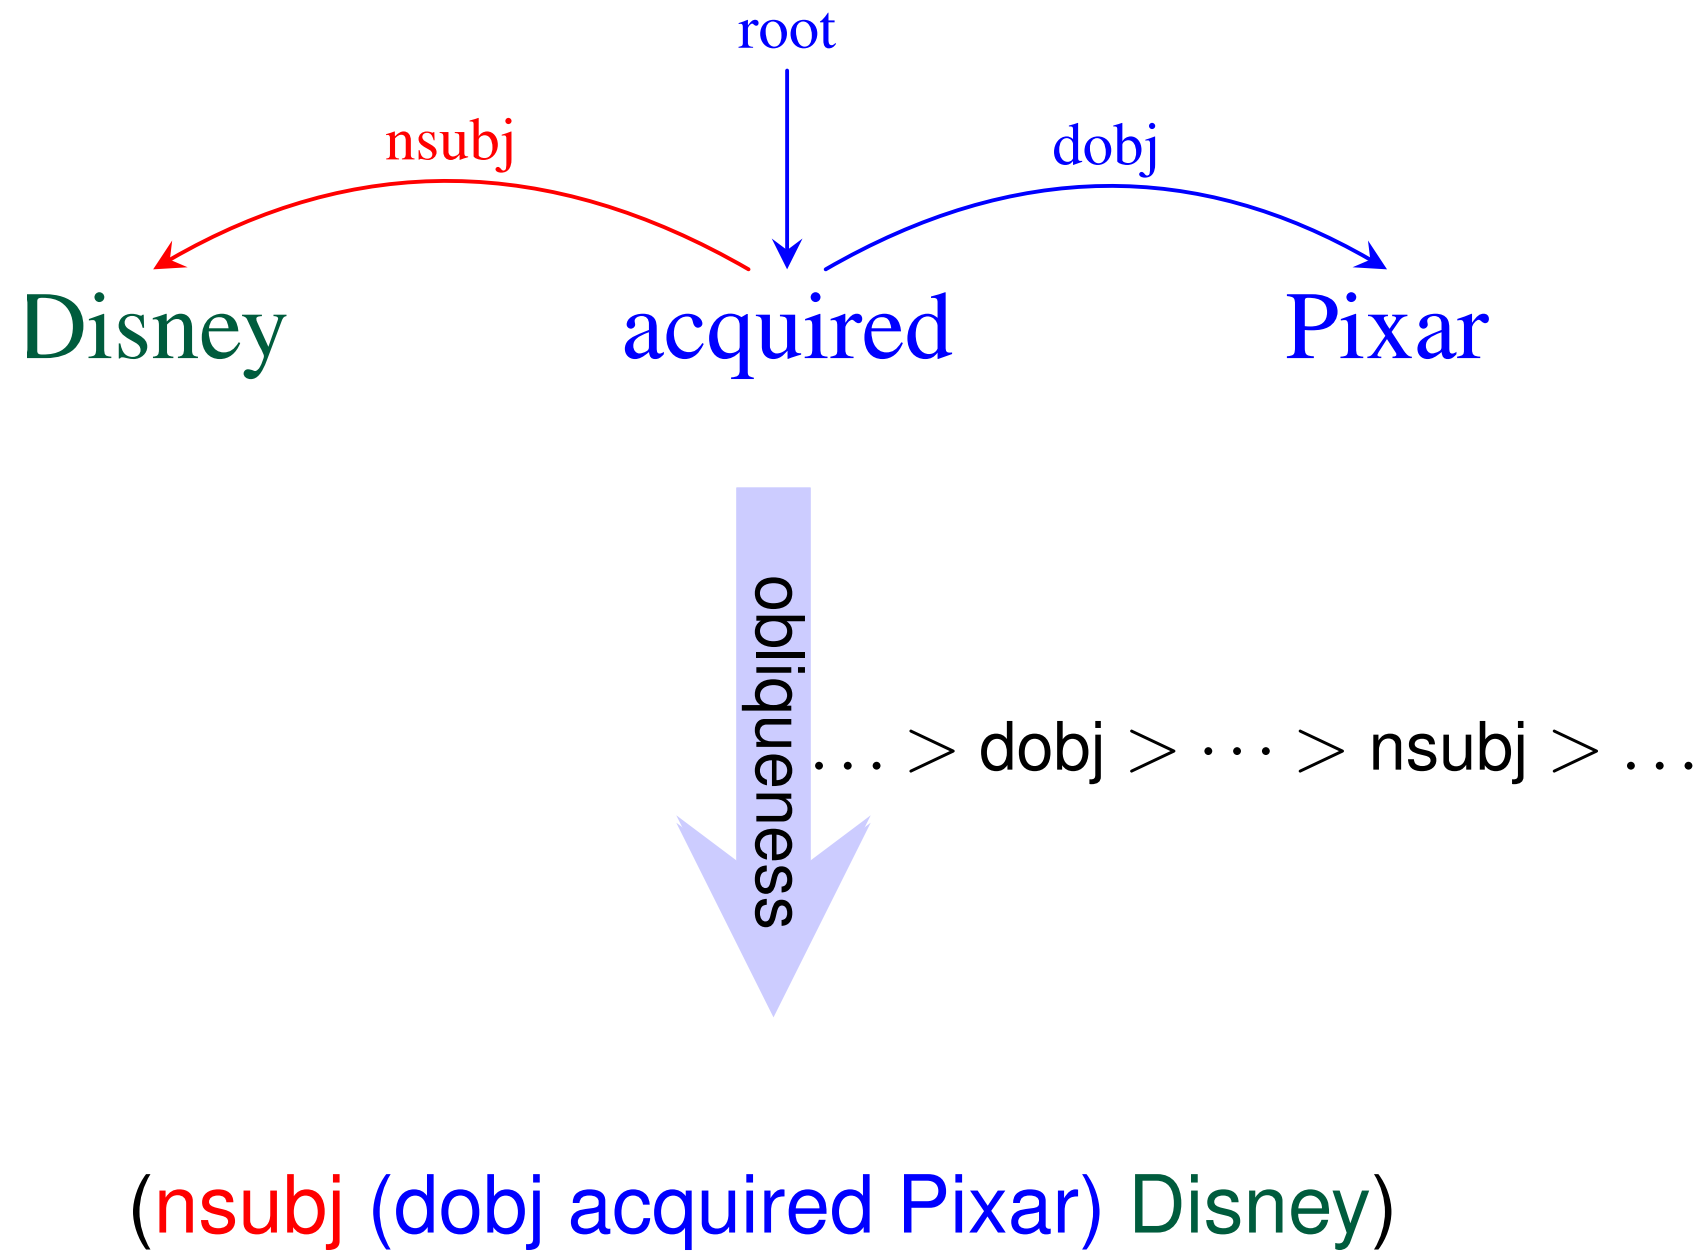 root
nsubj dobj
Disney acquired Pixar
obliqueness
... > dobj > ··· > nsubj > ...
(nsubj (dobj acquired Pixar) Disney)